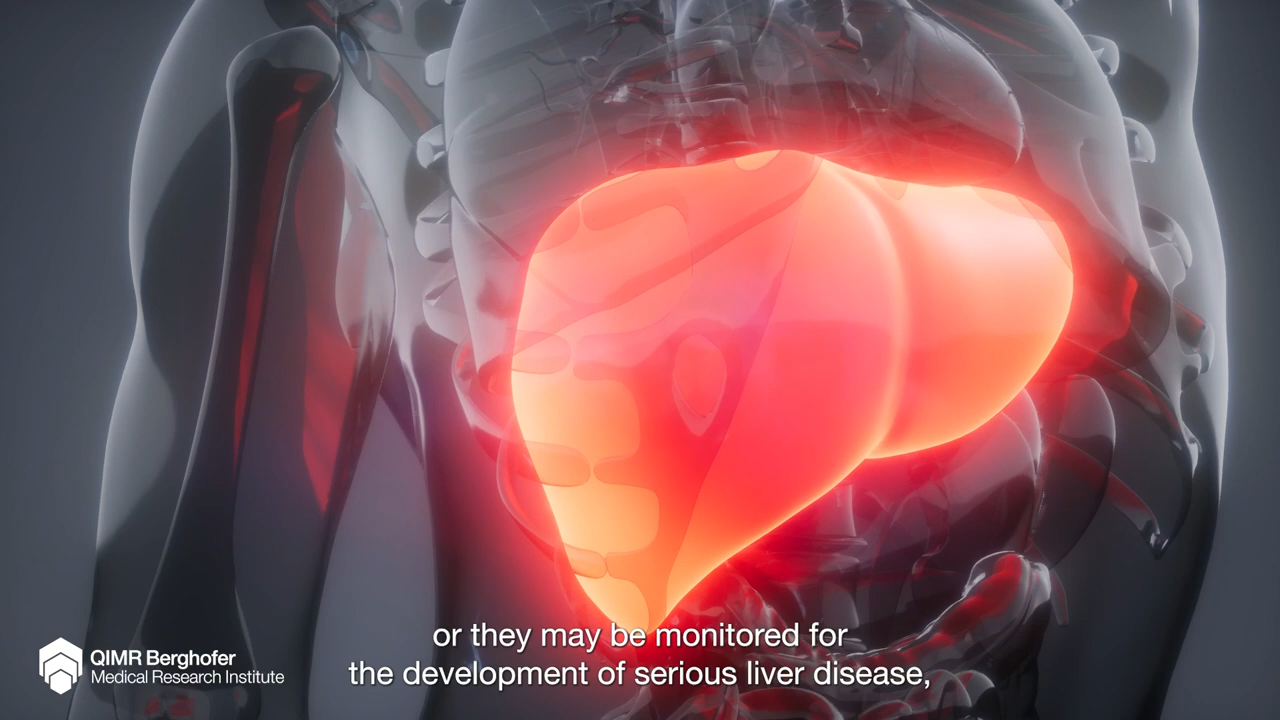 or they may be monitored for
the development of serious liver disease,
QIMR Berghofer
Medical Research Institute